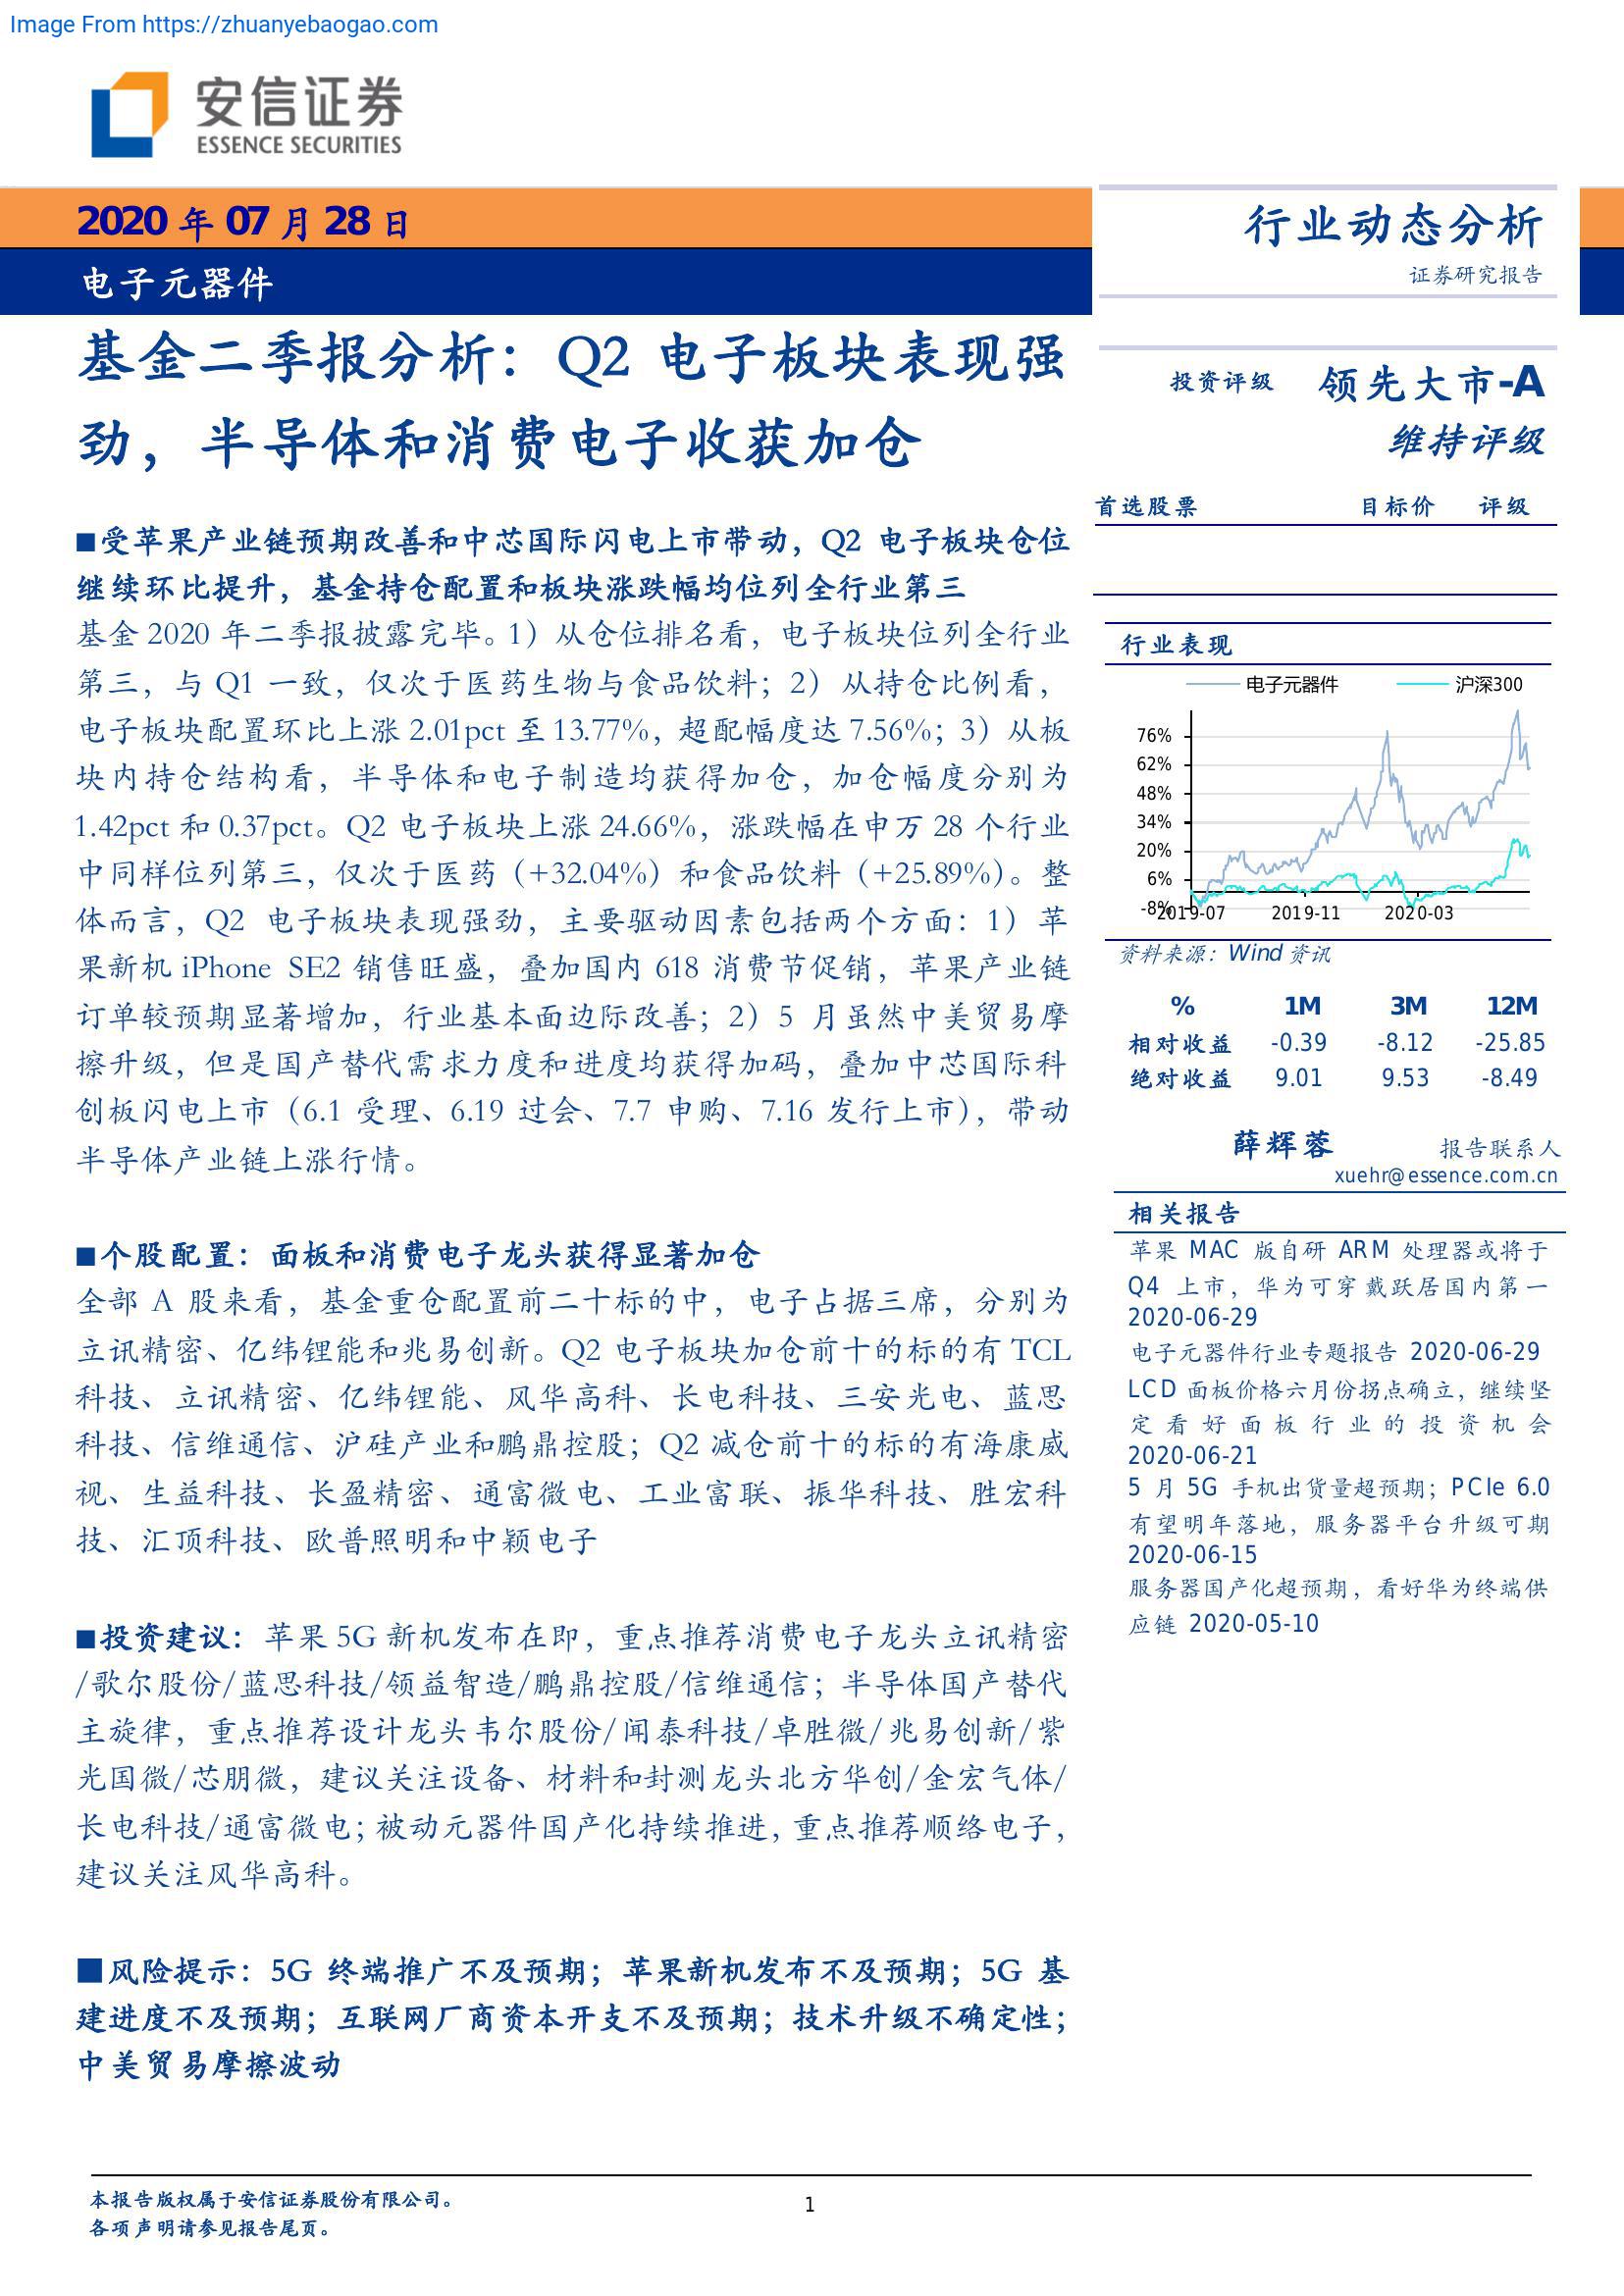 Image From https://zhuanyebaogao.com
安信证券
ESSENCE SECURITIES
2020 年 07 月 28 日
电子元器件
行业动态分析
证券研究报告
基金二季报分析：Q2 电子板块表现强
劲，半导体和消费电子收获加仓
■受苹果产业链预期改善和中芯国际闪电上市带动，Q2 电子板块仓位
继续环比提升，基金持仓配置和板块涨跌幅均位列全行业第三
基金 2020 年二季报披露完毕。1）从仓位排名看，电子板块位列全行业
第三，与 Q1 一致，仅次于医药生物与食品饮料；2）从持仓比例看，
电子板块配置环比上涨 2.01pct 至 13.77%，超配幅度达 7.56%；3）从板
块内持仓结构看，半导体和电子制造均获得加仓，加仓幅度分别为
1.42pct 和 0.37pct。Q2 电子板块上涨 24.66%，涨跌幅在申万 28 个行业
中同样位列第三，仅次于医药（+32.04%）和食品饮料（+25.89%）。整
体而言，Q2 电子板块表现强劲，主要驱动因素包括两个方面：1）苹
果新机 iPhone SE2 销售旺盛，叠加国内 618 消费节促销，苹果产业链
订单较预期显著增加，行业基本面边际改善；2）5 月虽然中美贸易摩
擦升级，但是国产替代需求力度和进度均获得加码，叠加中芯国际科
创板闪电上市（6.1 受理、6.19 过会、7.7 申购、7.16 发行上市），带动
半导体产业链上涨行情。
■个股配置：面板和消费电子龙头获得显著加仓
全部 A 股来看，基金重仓配置前二十标的中，电子占据三席，分别为
立讯精密、亿纬锂能和兆易创新。Q2 电子板块加仓前十的标的有 TCL
科技、立讯精密、亿纬锂能、风华高科、长电科技、三安光电、蓝思
科技、信维通信、沪硅产业和鹏鼎控股；Q2 减仓前十的标的有海康威
视、生益科技、长盈精密、通富微电、工业富联、振华科技、胜宏科
技、汇顶科技、欧普照明和中颖电子
■投资建议：苹果 5G 新机发布在即，重点推荐消费电子龙头立讯精密
/歌尔股份/蓝思科技/领益智造/鹏鼎控股/信维通信；半导体国产替代
主旋律，重点推荐设计龙头韦尔股份/闻泰科技/卓胜微/兆易创新/紫
光国微/芯朋微，建议关注设备、材料和封测龙头北方华创/金宏气体/
长电科技/通富微电；被动元器件国产化持续推进，重点推荐顺络电子，
建议关注风华高科。
■风险提示：5G 终端推广不及预期；苹果新机发布不及预期；5G 基
建进度不及预期；互联网厂商资本开支不及预期；技术升级不确定性；
中美贸易摩擦波动
投资评级 领先大市-A
维持评级
首选股票 目标价 评级
行业表现
电子元器件 沪深300
76%
62%
48%
34%
20%
6%
-8%
2019-07 2019-11 2020-03
资料来源：Wind 资讯
% 1M 3M 12M
相对收益 -0.39 -8.12 -25.85
绝对收益 9.01 9.53 -8.49
薛辉蓉 报告联系人
xuehr@essence.com.cn
相关报告
苹果 MAC 版自研 ARM 处理器或将于
Q4 上市，华为可穿戴跃居国内第一
2020-06-29
电子元器件行业专题报告 2020-06-29
LCD 面板价格六月份拐点确立，继续坚
定看好面板行业的投资机会
2020-06-21
5 月 5G 手机出货量超预期；PCIe 6.0
有望明年落地，服务器平台升级可期
2020-06-15
服务器国产化超预期，看好华为终端供
应链 2020-05-10
本报告版权属于安信证券股份有限公司。
各项声明请参见报告尾页。
1